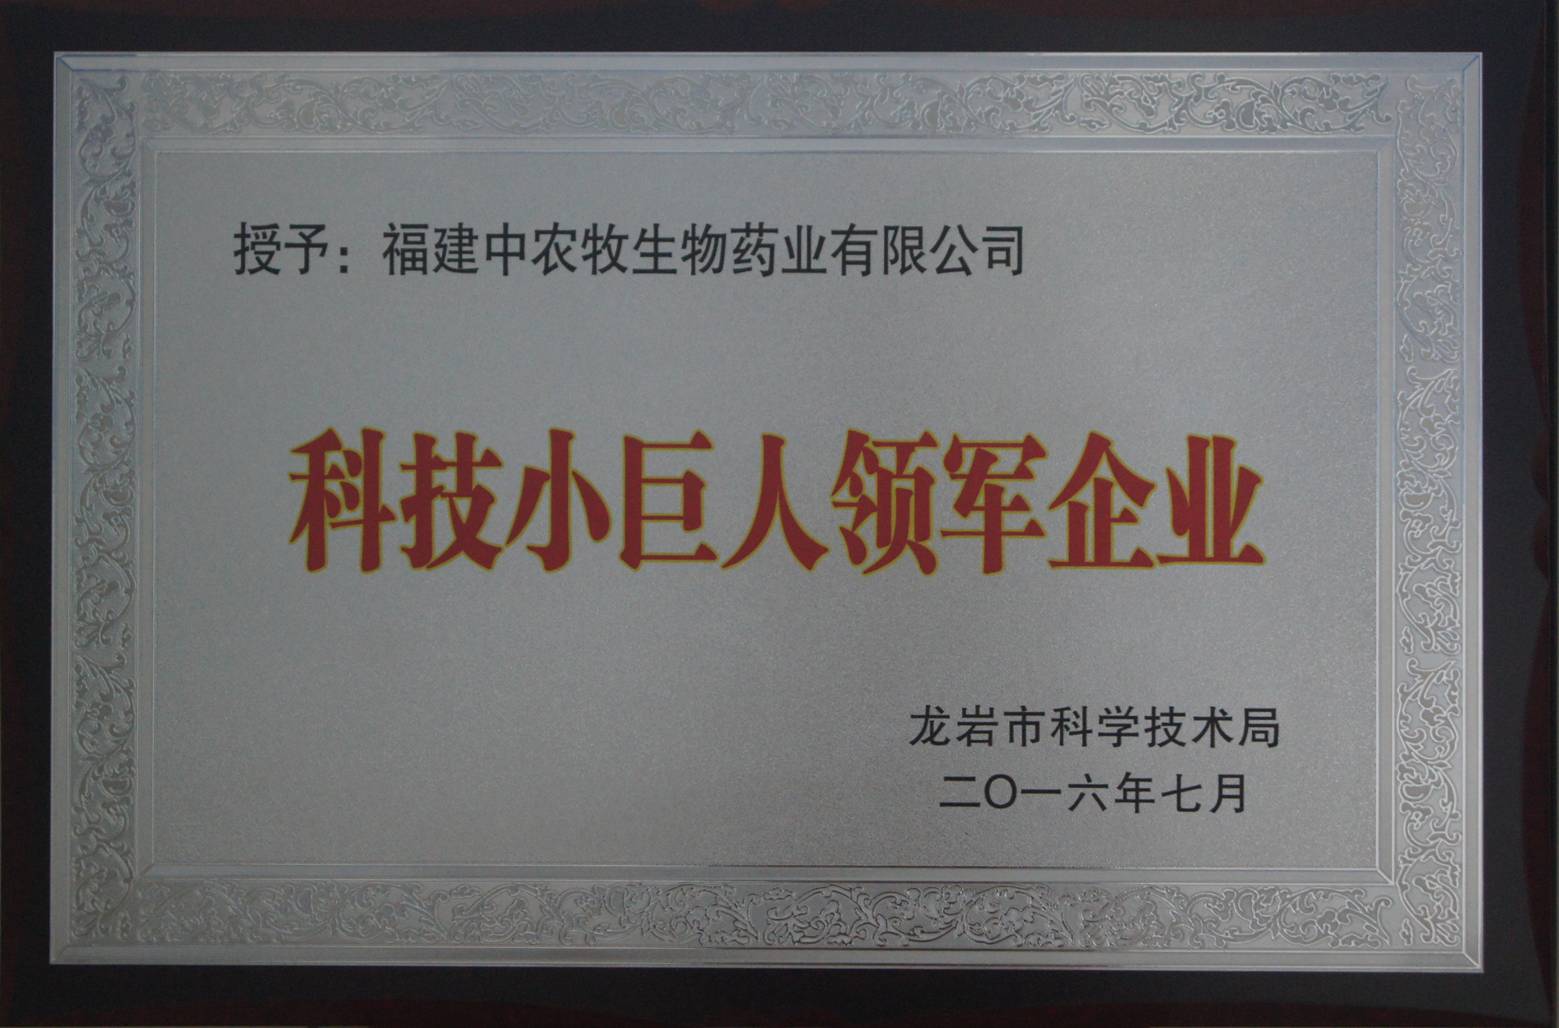 授予：福建中农牧生物药业有限公司
科技小巨人领军企业
龙岩市科学技术局
二〇一六年七月